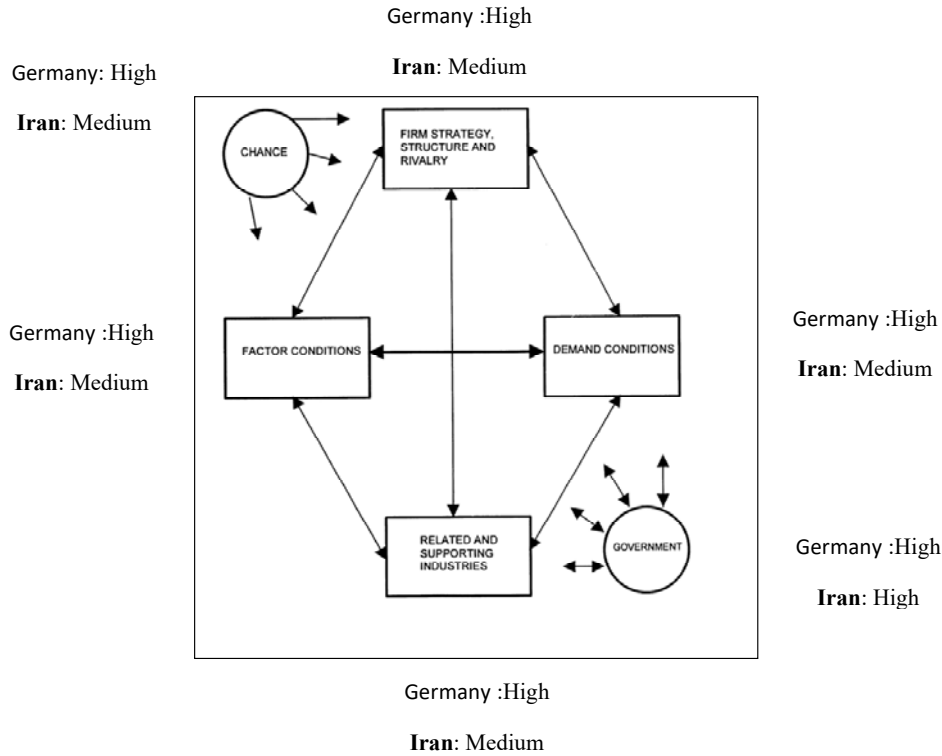 Germany :High
Iran: Medium
Germany: High
Iran: Medium
FIRM STRATEGY,
STRUCTURE AND
RIVALRY
CHANCE
Germany :High
Iran: Medium
FACTOR CONDITIONS
DEMAND CONDITIONS
Germany :High
Iran: Medium
RELATED AND
SUPPORTING
INDUSTRIES
GOVERNMENT
Germany :High
Iran: High
Germany :High
Iran: Medium